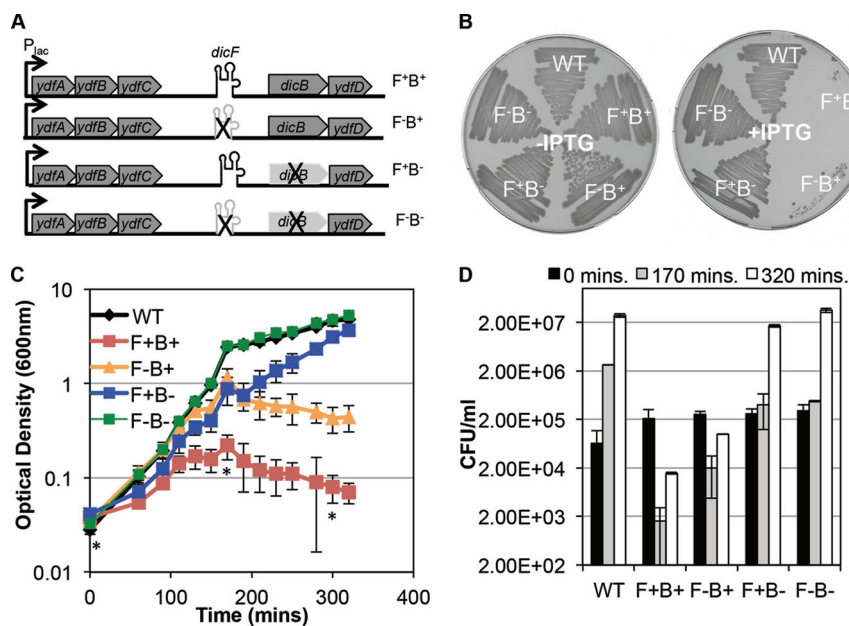 A
P_lac
dicF
ydfA ydfB ydfC dicB ydfD F⁺B⁺
ydfA ydfB ydfC dicB ydfD F⁻B⁺
ydfA ydfB ydfC dicB ydfD F⁺B⁻
ydfA ydfB ydfC dicB ydfD F⁻B⁻
B
WT
F⁻B⁻ F⁺B⁺
-IPTG
F⁺B⁻ F⁻B⁺
WT
F⁻B⁻ F⁺B
+IPTG
F⁺B⁻ F⁻B⁺
C
Optical Density (600nm)
10
1
0.1
0.01
WT
F+B+
F-B+
F+B-
F-B-
*
*
*
0 100 200 300 400
Time (mins)
D
0 mins. 170 mins. 320 mins.
CFU/ml
2.00E+07
2.00E+06
2.00E+05
2.00E+04
2.00E+03
2.00E+02
WT F+B+ F-B+ F+B- F-B-